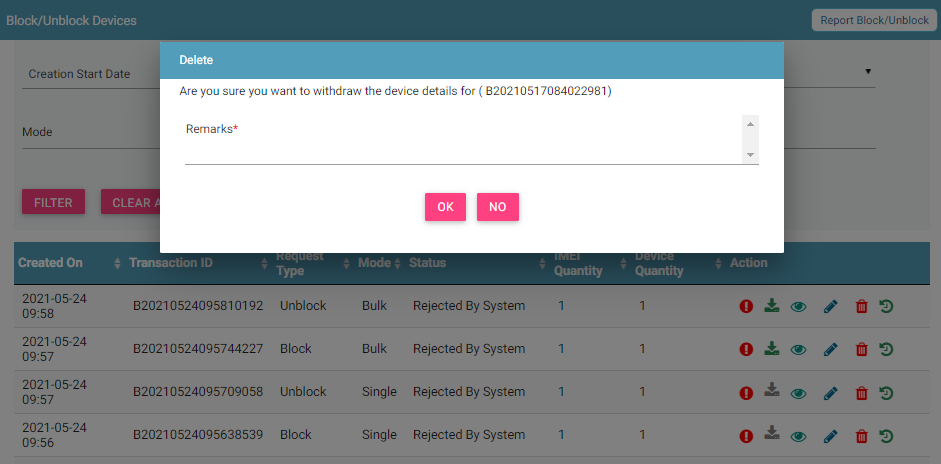 Block/Unblock Devices
Report Block/Unblock
Delete
Are you sure you want to withdraw the device details for ( B20210517084022981)
Creation Start Date
Remarks*
Mode
OK NO
FILTER CLEAR A
Created On Transaction ID Request Type Mode Status IMEI Quantity Device Quantity Action
2021-05-24 09:58 B20210524095810192 Unblock Bulk Rejected By System 1 1
2021-05-24 09:57 B20210524095744227 Block Bulk Rejected By System 1 1
2021-05-24 09:57 B20210524095709058 Unblock Single Rejected By System 1 1
2021-05-24 09:56 B20210524095638539 Block Single Rejected By System 1 1